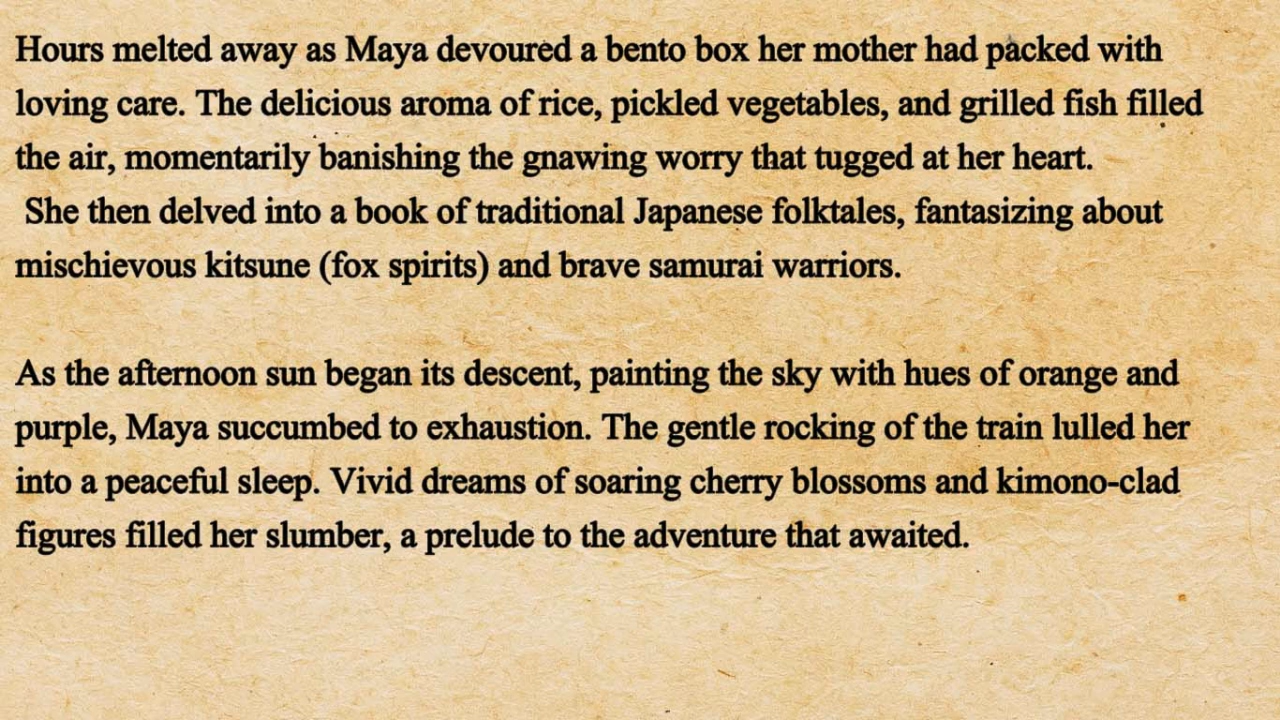 Hours melted away as Maya devoured a bento box her mother had packed with
loving care. The delicious aroma of rice, pickled vegetables, and grilled fish filled
the air, momentarily banishing the gnawing worry that tugged at her heart.
She then delved into a book of traditional Japanese folktales, fantasizing about
mischievous kitsune (fox spirits) and brave samurai warriors.
As the afternoon sun began its descent, painting the sky with hues of orange and
purple, Maya succumbed to exhaustion. The gentle rocking of the train lulled her
into a peaceful sleep. Vivid dreams of soaring cherry blossoms and kimono-clad
figures filled her slumber, a prelude to the adventure that awaited.